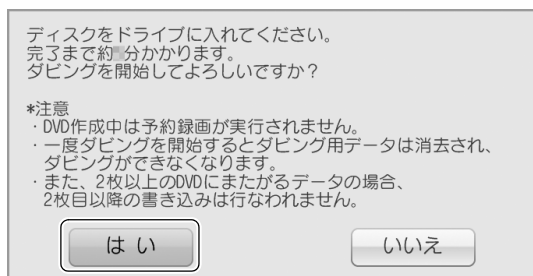 ディスクをドライブに入れてください。
完了まで約分かかります。
ダビングを開始してよろしいですか？
*注意
・DVD作成中は予約録画が実行されません。
・一度ダビングを開始するとダビング用データは消去され、
ダビングができなくなります。
・また、2枚以上のDVDにまたがるデータの場合、
2枚目以降の書き込みは行なわれません。
はい
いいえ